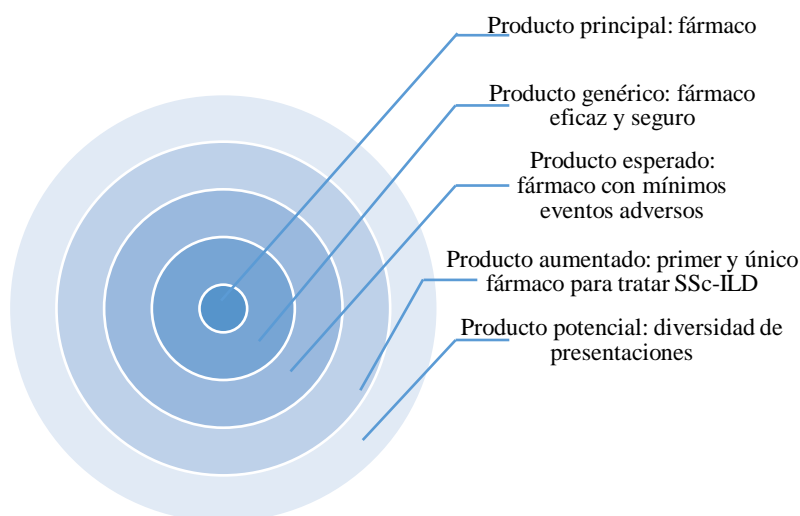 Producto principal: fármaco
Producto genérico: fármaco
eficaz y seguro
Producto esperado:
fármaco con mínimos
eventos adversos
Producto aumentado: primer y único
fármaco para tratar SSc-ILD
Producto potencial: diversidad de
presentaciones